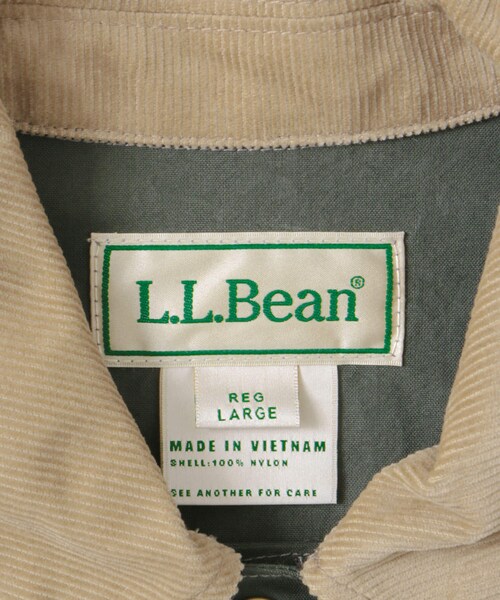 L.L.Bean®
REG
LARGE
MADE IN VIETNAM
SHELL:100% NYLON
SEE ANOTHER FOR CARE